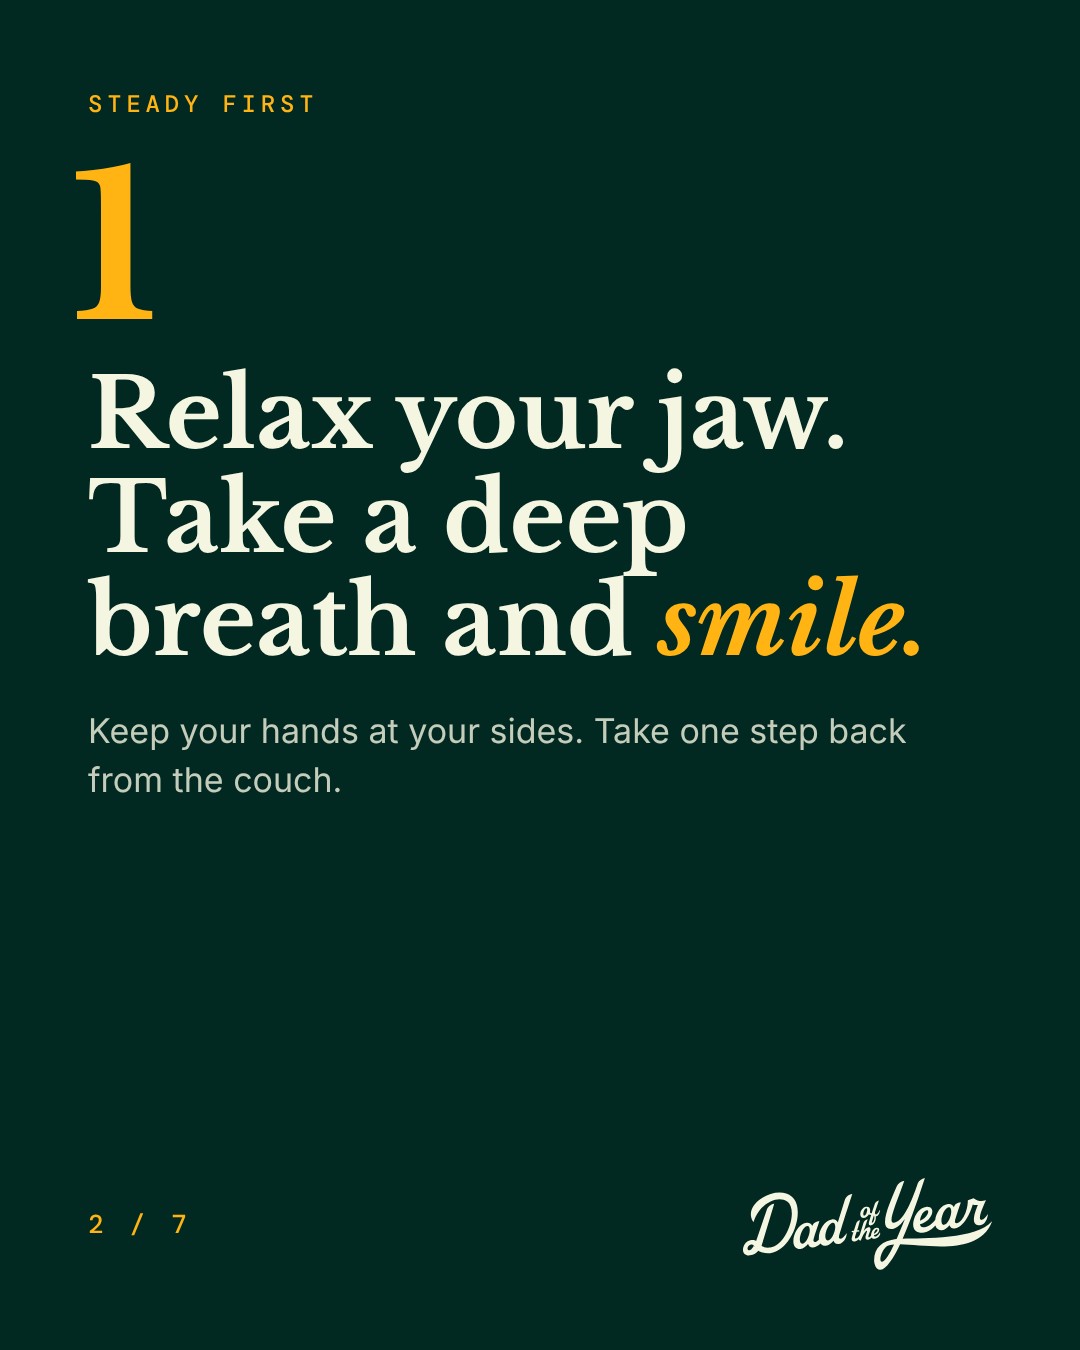 STEADY FIRST
1
Relax your jaw.
Take a deep
breath and smile.
Keep your hands at your sides. Take one step back
from the couch.
2 / 7
Dad of the Year